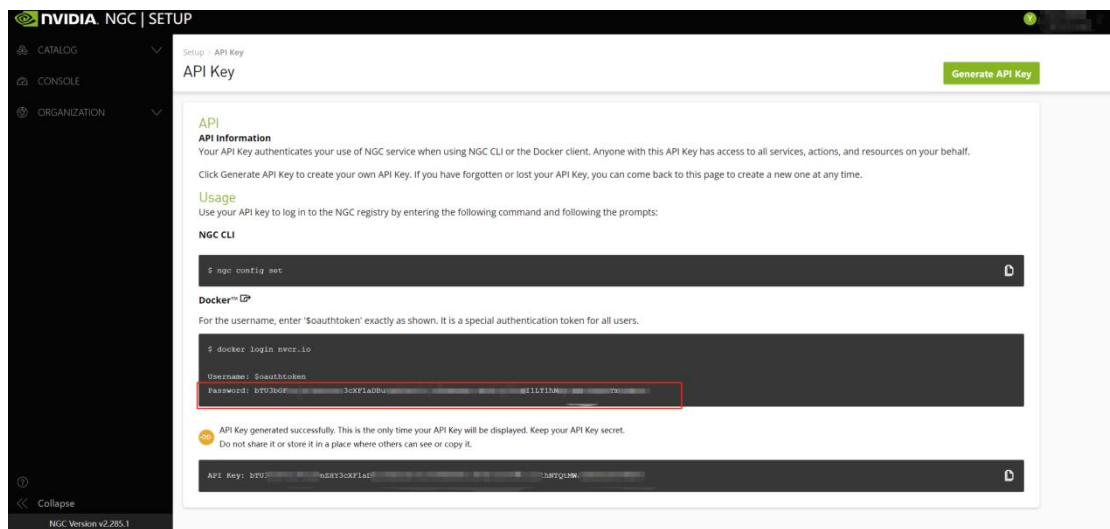 NVIDIA. NGC | SETUP
Y
CATALOG
CONSOLE
ORGANIZATION
Setup > API Key
API Key
Generate API Key
API
API Information
Your API Key authenticates your use of NGC service when using NGC CLI or the Docker client. Anyone with this API Key has access to all services, actions, and resources on your behalf.
Click Generate API Key to create your own API Key. If you have forgotten or lost your API Key, you can come back to this page to create a new one at any time.
Usage
Use your API key to log in to the NGC registry by entering the following command and following the prompts:
NGC CLI
$ ngc config set
Docker™
For the username, enter '$oauthtoken' exactly as shown. It is a special authentication token for all users.
$ docker login nvcr.io
Username: $oauthtoken
Password:
API Key generated successfully. This is the only time your API Key will be displayed. Keep your API Key secret.
Do not share it or store it in a place where others can see or copy it.
API Key:
Collapse
NGC Version v2.285.1